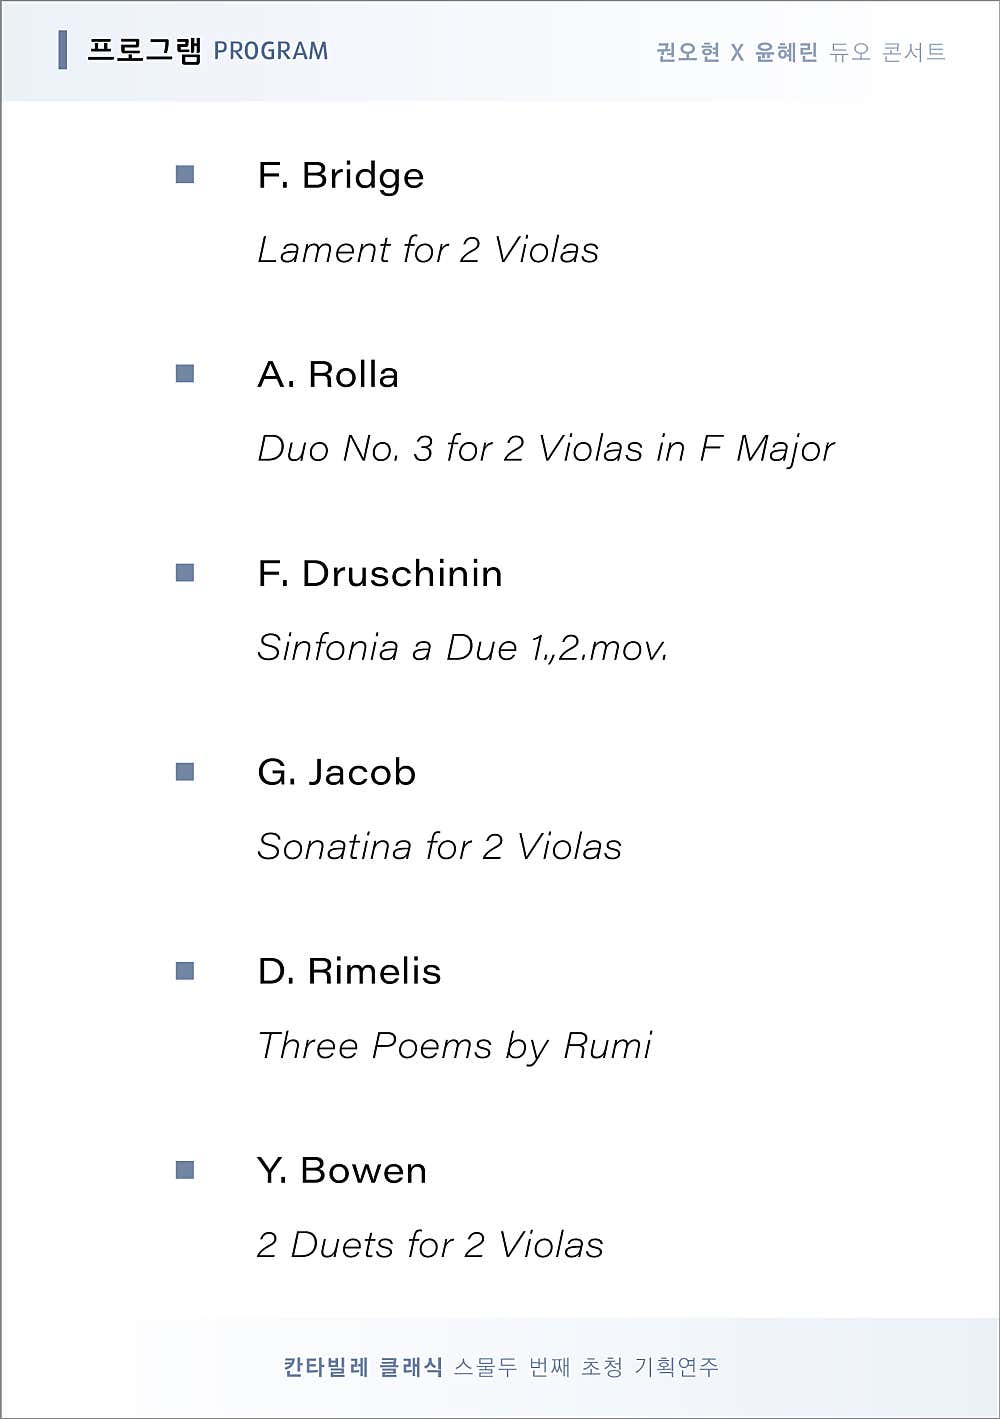 프로그램 PROGRAM
권오현 X 윤혜린 듀오 콘서트
F. Bridge
Lament for 2 Violas
A. Rolla
Duo No. 3 for 2 Violas in F Major
F. Druschinin
Sinfonia a Due 1.,2.mov.
G. Jacob
Sonatina for 2 Violas
D. Rimelis
Three Poems by Rumi
Y. Bowen
2 Duets for 2 Violas
칸타빌레 클래식 스물두 번째 초청 기획연주